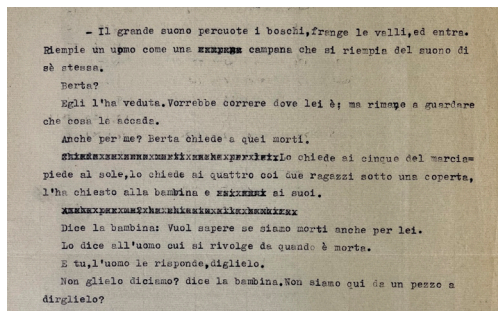 - Il grande suono percuote i boschi,frange le valli,ed entra.
Riempie un uomo come una campana che si riempia del suono di
sè stessa.
Berta?
Egli l'ha veduta.Vorrebbe correre dove lei è; ma rimane a guardare
che cosa le accada.
Anche per me? Berta chiede a quei morti.
Lo chiede ai cinque del marcia=
piede al sole,lo chiede ai quattro coi due ragazzi sotto una coperta,
l'ha chiesto alla bambina e ai suoi.
Dice la bambina: Vuol sapere se siamo morti anche per lei.
Lo dice all'uomo cui si rivolge da quando è morta.
E tu,l'uomo le risponde,diglielo.
Non glielo diciamo? dice la bambina.Non siamo qui da un pezzo a
dirglielo?